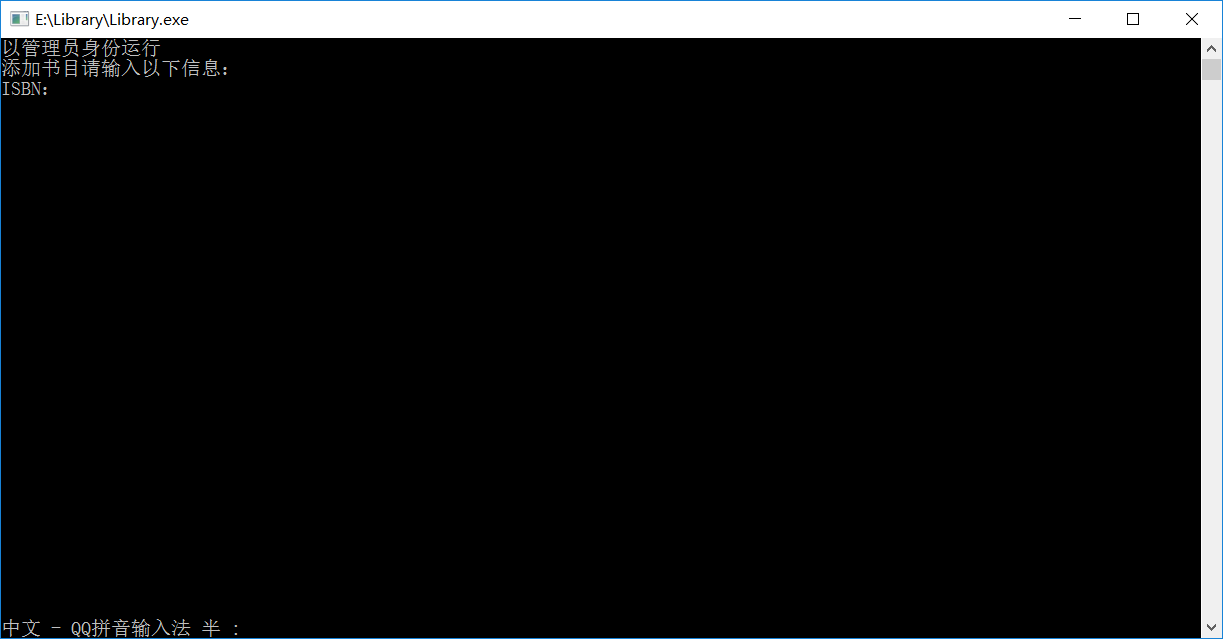 E:\Library\Library.exe
以管理员身份运行
添加书目请输入以下信息：
ISBN：
中文 - QQ拼音输入法 半 :